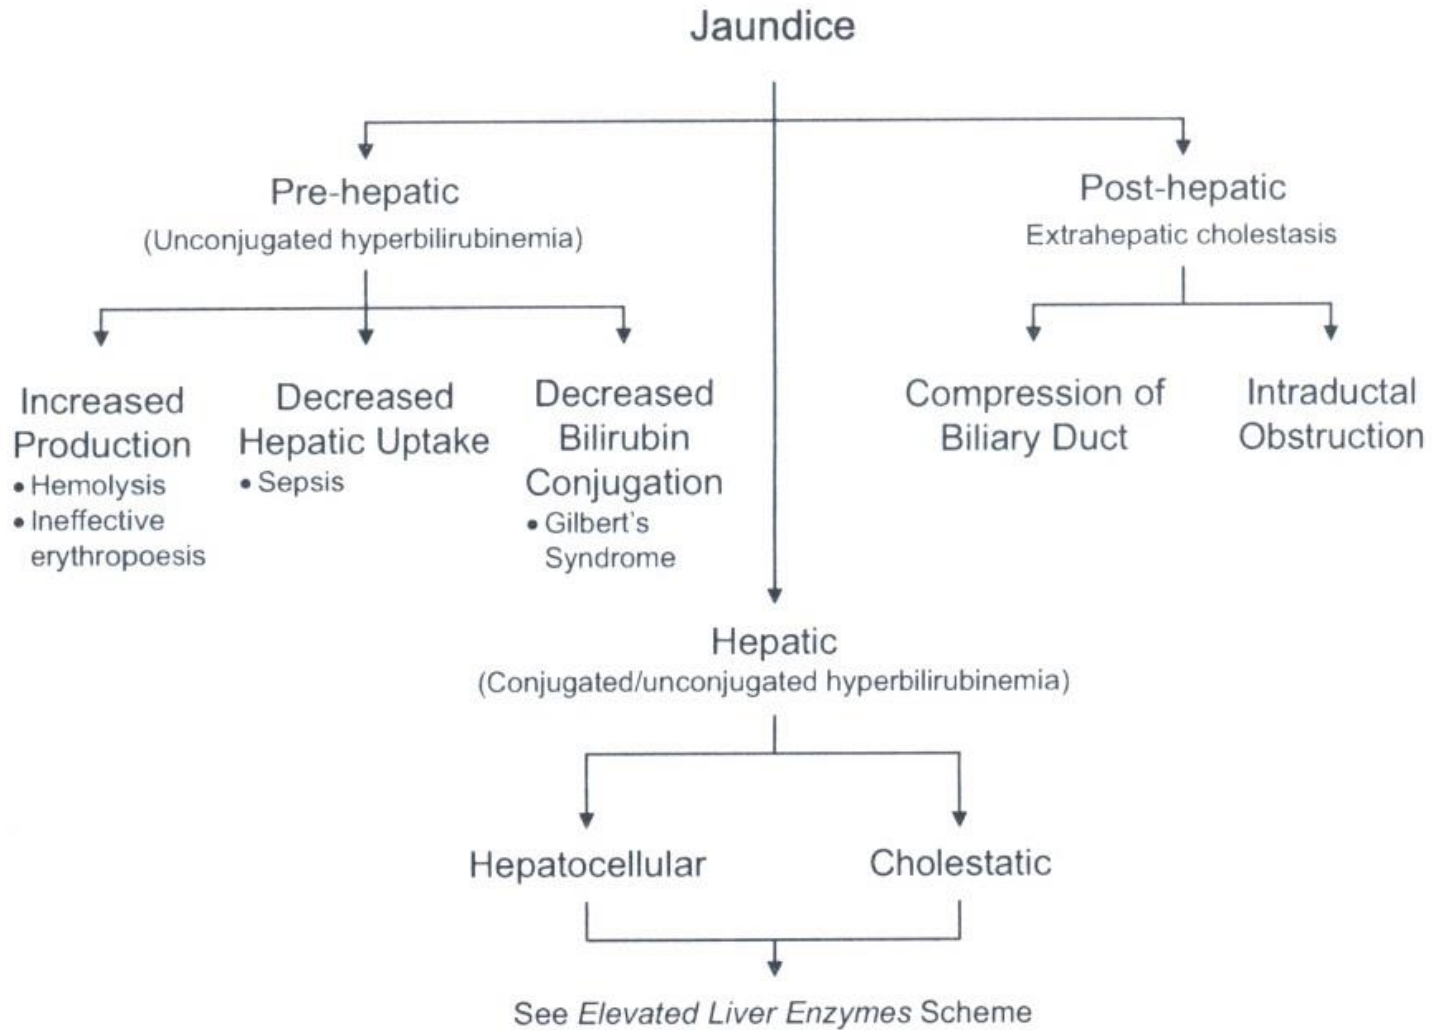 Jaundice
Pre-hepatic
(Unconjugated hyperbilirubinemia)
Post-hepatic
Extrahepatic cholestasis
Increased
Production
• Hemolysis
• Ineffective
erythropoesis
Decreased
Hepatic Uptake
• Sepsis
Decreased
Bilirubin
Conjugation
• Gilbert's
Syndrome
Compression of
Biliary Duct
Intraductal
Obstruction
Hepatic
(Conjugated/unconjugated hyperbilirubinemia)
Hepatocellular
Cholestatic
See Elevated Liver Enzymes Scheme